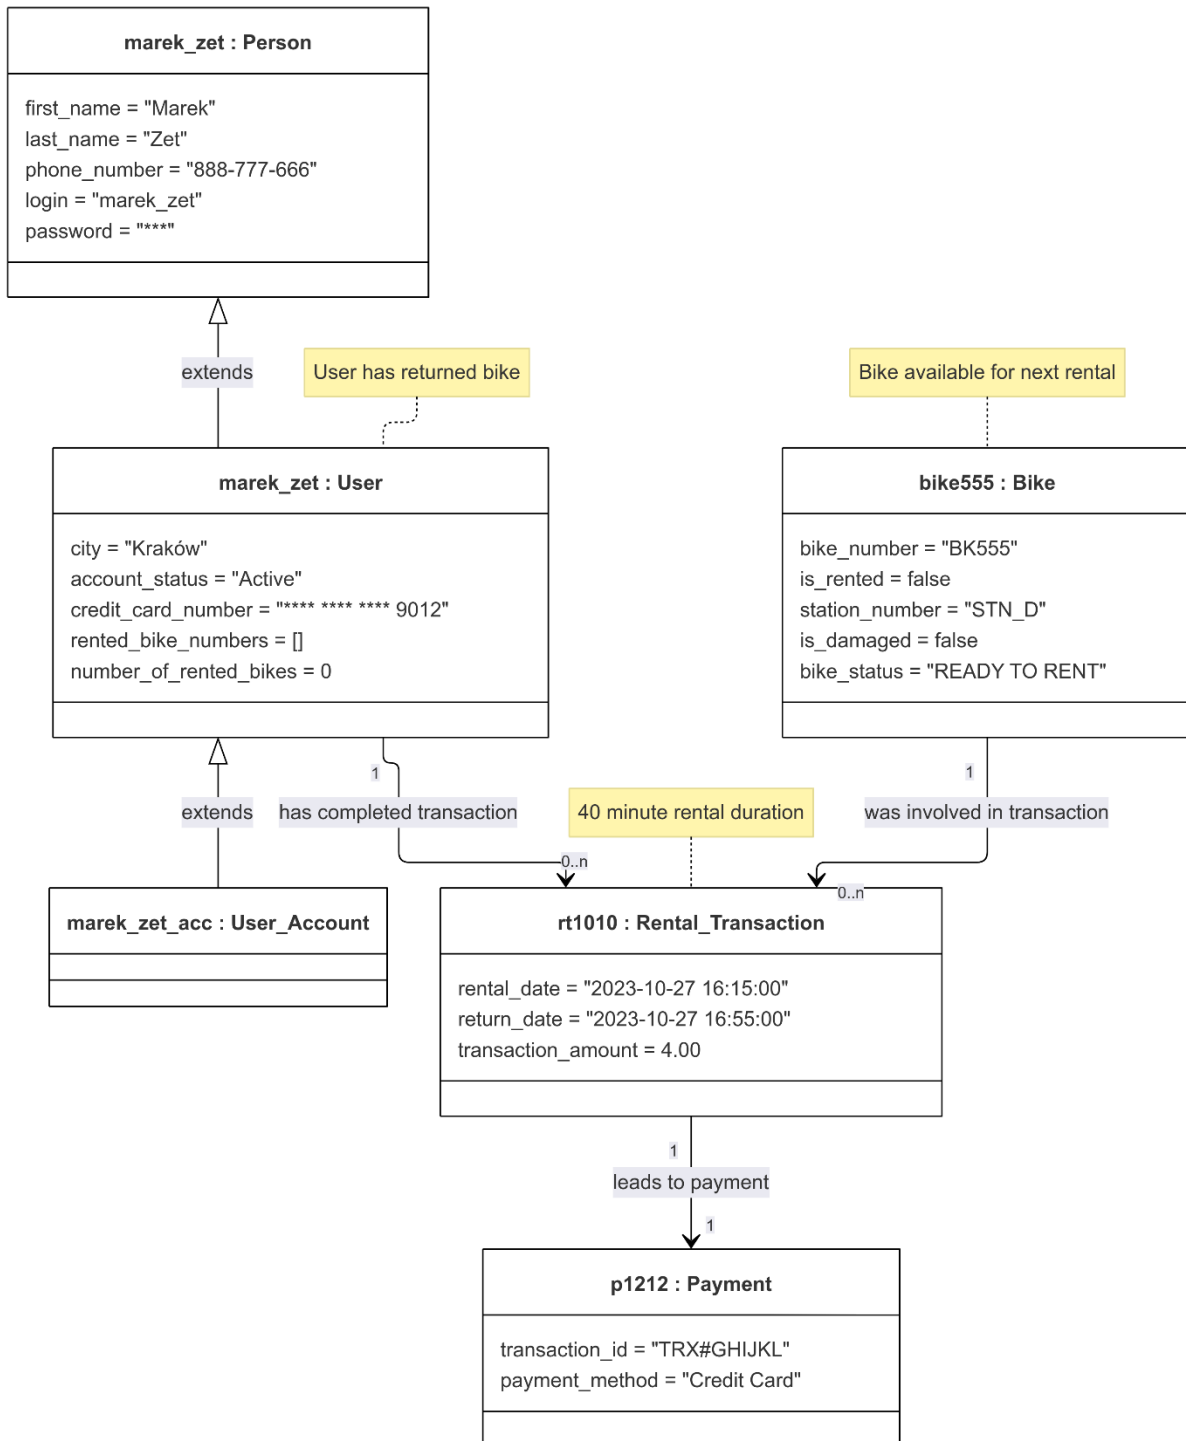 marek_zet : Person
first_name = "Marek"
last_name = "Zet"
phone_number = "888-777-666"
login = "marek_zet"
password = "***"
extends
User has returned bike
Bike available for next rental
marek_zet : User
city = "Kraków"
account_status = "Active"
credit_card_number = "**** **** **** 9012"
rented_bike_numbers = []
number_of_rented_bikes = 0
bike555 : Bike
bike_number = "BK555"
is_rented = false
station_number = "STN_D"
is_damaged = false
bike_status = "READY TO RENT"
1
1
extends
has completed transaction
40 minute rental duration
was involved in transaction
0..n
0..n
marek_zet_acc : User_Account
rt1010 : Rental_Transaction
rental_date = "2023-10-27 16:15:00"
return_date = "2023-10-27 16:55:00"
transaction_amount = 4.00
1
leads to payment
1
p1212 : Payment
transaction_id = "TRX#GHIJKL"
payment_method = "Credit Card"